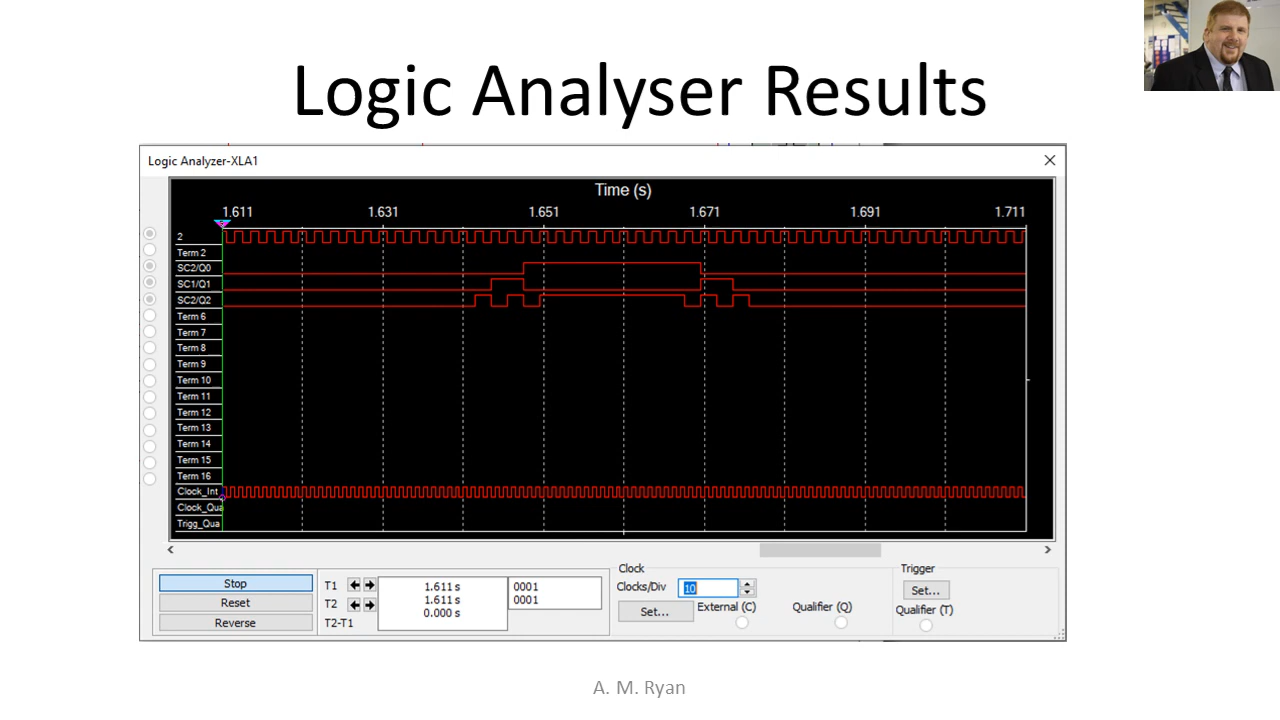 Logic Analyser Results
Logic Analyzer-XLA1
Time (s)
1.611 1.631 1.651 1.671 1.691 1.711
2
Term 2
SC2/Q0
SC1/Q1
SC2/Q2
Term 6
Term 7
Term 8
Term 9
Term 10
Term 11
Term 12
Term 13
Term 14
Term 15
Term 16
Clock_Int
Clock_Qua
Trigg_Qua
Stop
Reset
Reverse
T1 1.611 s 0001
T2 1.611 s 0001
T2-T1 0.000 s
Clock
Clocks/Div 10
Set... External (C) Qualifier (Q)
Trigger
Set...
Qualifier (T)
A. M. Ryan